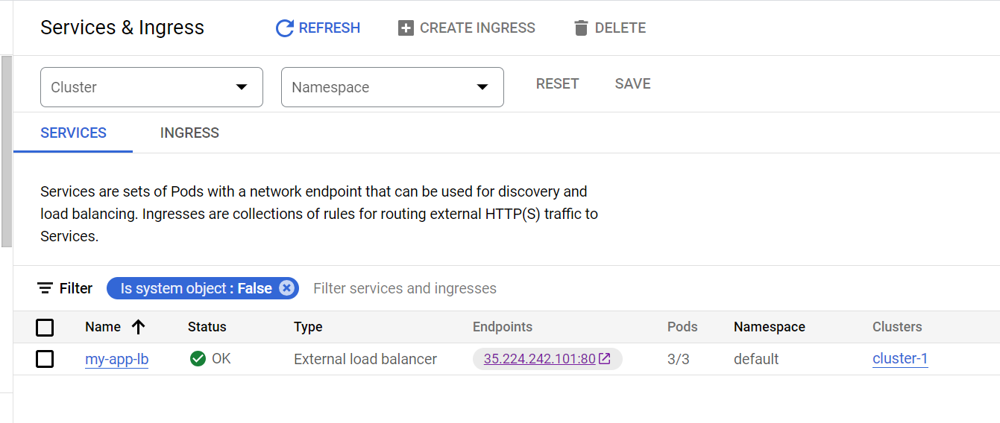 Services & Ingress REFRESH CREATE INGRESS DELETE
Cluster Namespace RESET SAVE
SERVICES INGRESS
Services are sets of Pods with a network endpoint that can be used for discovery and
load balancing. Ingresses are collections of rules for routing external HTTP(S) traffic to
Services.
Filter Is system object : False Filter services and ingresses
Name Status Type Endpoints Pods Namespace Clusters
my-app-lb OK External load balancer 35.224.242.101:80 3/3 default cluster-1